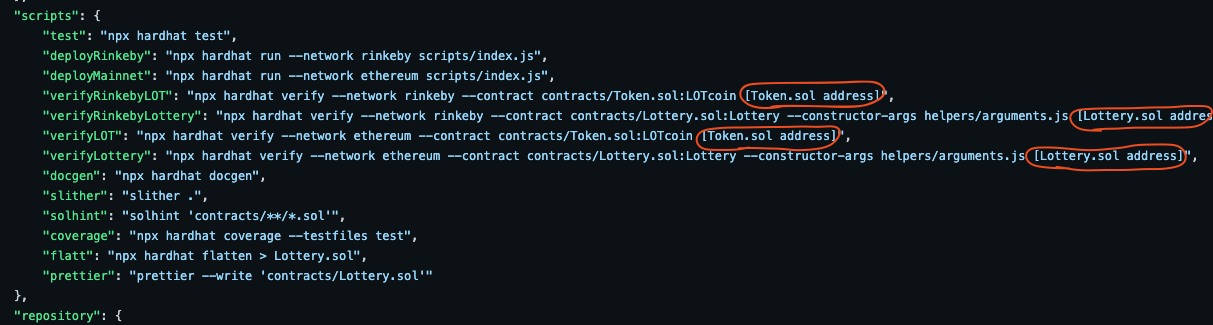 "scripts": {
"test": "npx hardhat test",
"deployRinkeby": "npx hardhat run --network rinkeby scripts/index.js",
"deployMainnet": "npx hardhat run --network ethereum scripts/index.js",
"verifyRinkebyLOT": "npx hardhat verify --network rinkeby --contract contracts/Token.sol:LOTcoin [Token.sol address]",
"verifyRinkebyLottery": "npx hardhat verify --network rinkeby --contract contracts/Lottery.sol:Lottery --constructor-args helpers/arguments.js [Lottery.sol addres
"verifyLOT": "npx hardhat verify --network ethereum --contract contracts/Token.sol:LOTcoin [Token.sol address]",
"verifyLottery": "npx hardhat verify --network ethereum --contract contracts/Lottery.sol:Lottery --constructor-args helpers/arguments.js [Lottery.sol address]",
"docgen": "npx hardhat docgen",
"slither": "slither .",
"solhint": "solhint 'contracts/**/*.sol'",
"coverage": "npx hardhat coverage --testfiles test",
"flatt": "npx hardhat flatten > Lottery.sol",
"prettier": "prettier --write 'contracts/Lottery.sol'"
},
"repository": {